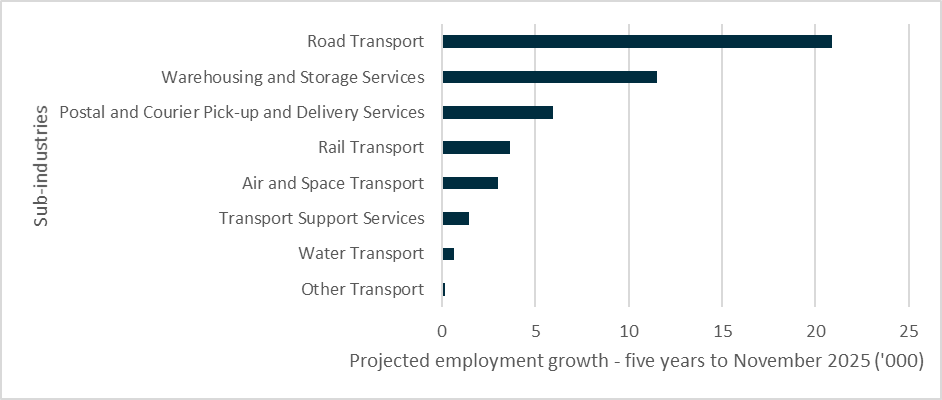 Sub-industries
Road Transport
Warehousing and Storage Services
Postal and Courier Pick-up and Delivery Services
Rail Transport
Air and Space Transport
Transport Support Services
Water Transport
Other Transport
0 5 10 15 20 25
Projected employment growth - five years to November 2025 ('000)